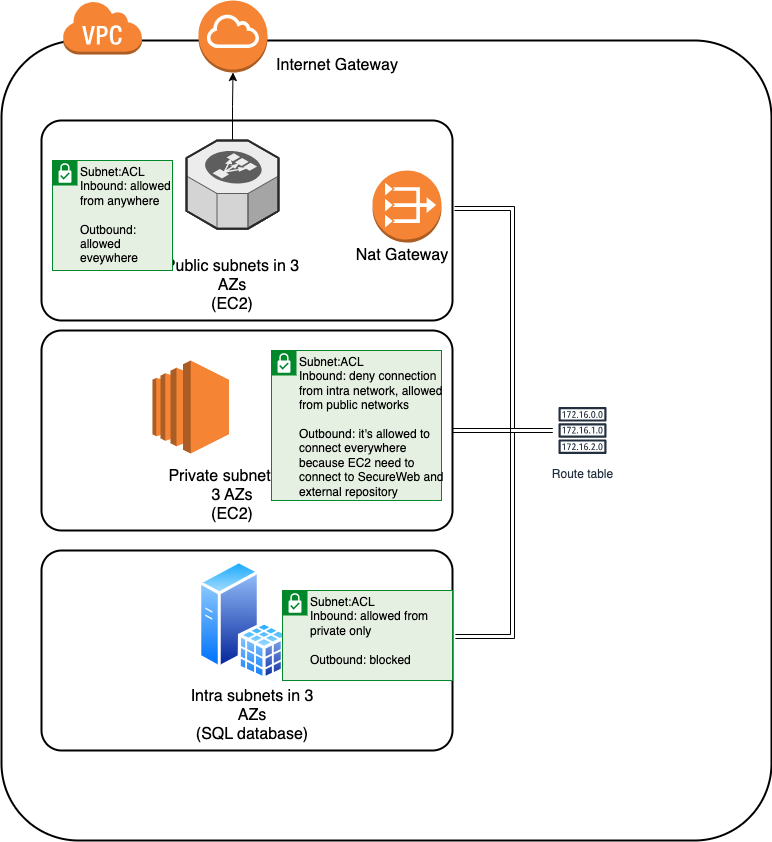 VPC
Internet Gateway
Subnet:ACL
Inbound: allowed
from anywhere
Outbound:
allowed
eveywhere
Public subnets in 3
AZs
(EC2)
Nat Gateway
Subnet:ACL
Inbound: deny connection
from intra network, allowed
from public networks
Outbound: it's allowed to
connect everywhere
because EC2 need to
connect to SecureWeb and
external repository
Private subnet
3 AZs
(EC2)
172.16.0.0
172.16.1.0
172.16.2.0
Route table
Subnet:ACL
Inbound: allowed from
private only
Outbound: blocked
Intra subnets in 3
AZs
(SQL database)